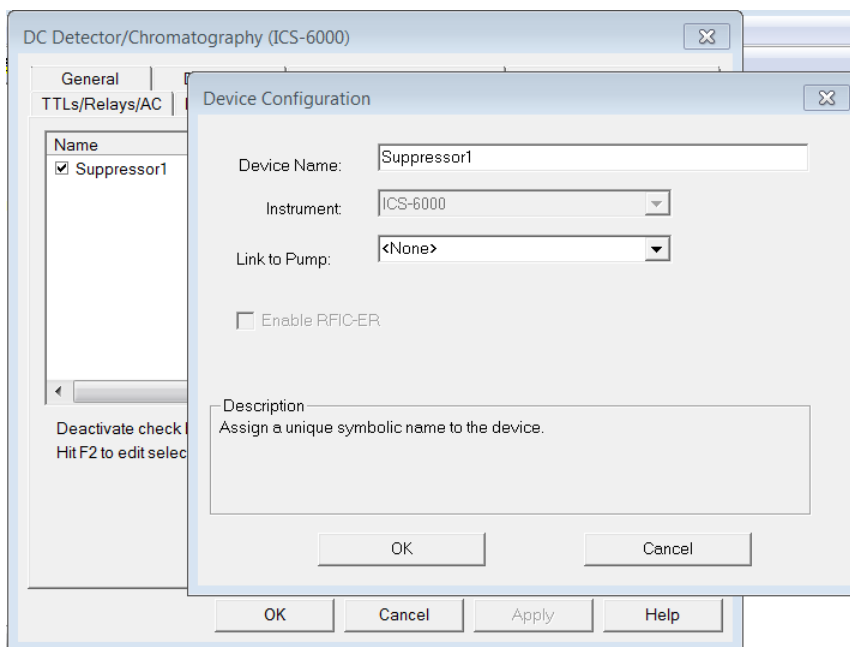 DC Detector/Chromatography (ICS-6000)
General
TTLs/Relays/AC
Name
Suppressor1
Deactivate check
Hit F2 to edit selec
OK Cancel Apply Help
Device Configuration
Device Name: Suppressor1
Instrument: ICS-6000
Link to Pump: <None>
Enable RFIC-ER
Description
Assign a unique symbolic name to the device.
OK Cancel